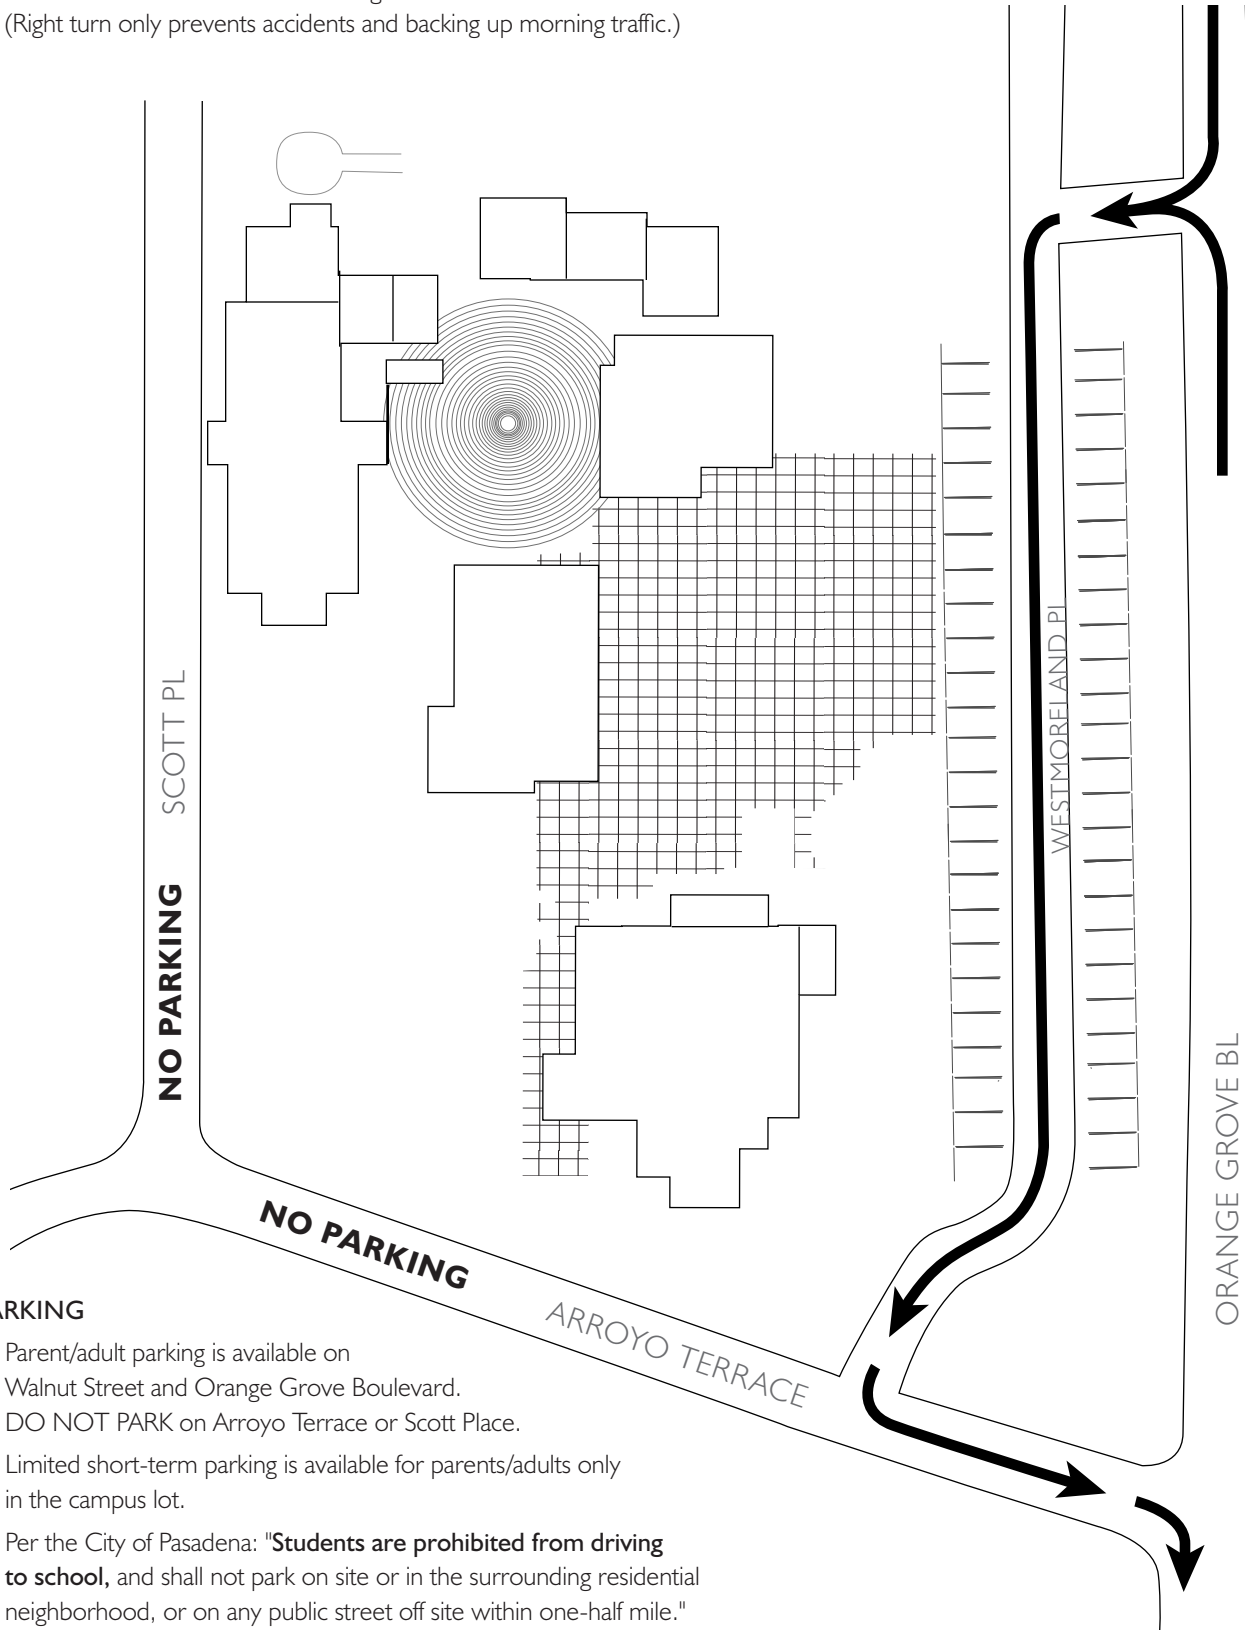 (Right turn only prevents accidents and backing up morning traffic.)
SCOTT PL
NO PARKING
WESTMORELAND PL
ORANGE GROVE BL
NO PARKING
ARROYO TERRACE
ARKING
Parent/adult parking is available on
Walnut Street and Orange Grove Boulevard.
DO NOT PARK on Arroyo Terrace or Scott Place.
Limited short-term parking is available for parents/adults only
in the campus lot.
Per the City of Pasadena: "Students are prohibited from driving
to school, and shall not park on site or in the surrounding residential
neighborhood, or on any public street off site within one-half mile."